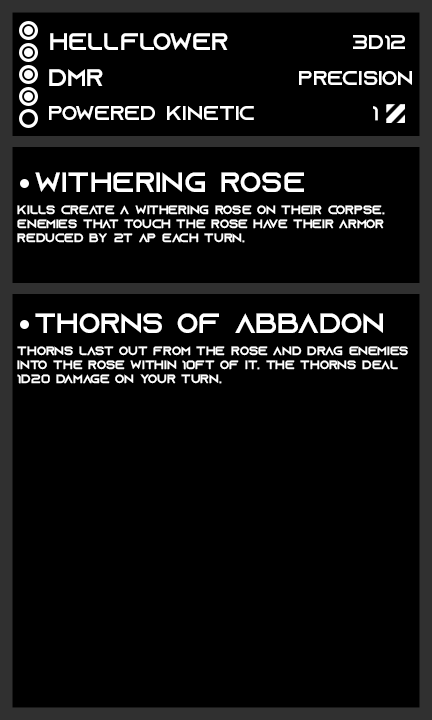 HELLFLOWER 3D12
DMR PRECISION
POWERED KINETIC 1
• WITHERING ROSE
KILLS CREATE A WITHERING ROSE ON THEIR CORPSE.
ENEMIES THAT TOUCH THE ROSE HAVE THEIR ARMOR
REDUCED BY 2T AP EACH TURN.
• THORNS OF ABBADON
THORNS LAST OUT FROM THE ROSE AND DRAG ENEMIES
INTO THE ROSE WITHIN 10FT OF IT. THE THORNS DEAL
1D20 DAMAGE ON YOUR TURN.